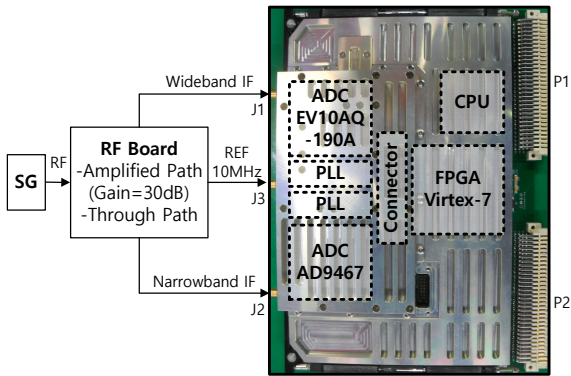 SG
RF
RF Board
-Amplified Path
(Gain=30dB)
-Through Path
Wideband IF
J1
REF
10MHz
J3
Narrowband IF
J2
ADC
EV10AQ
-190A
PLL
PLL
ADC
AD9467
Connector
CPU
FPGA
Virtex-7
P1
P2